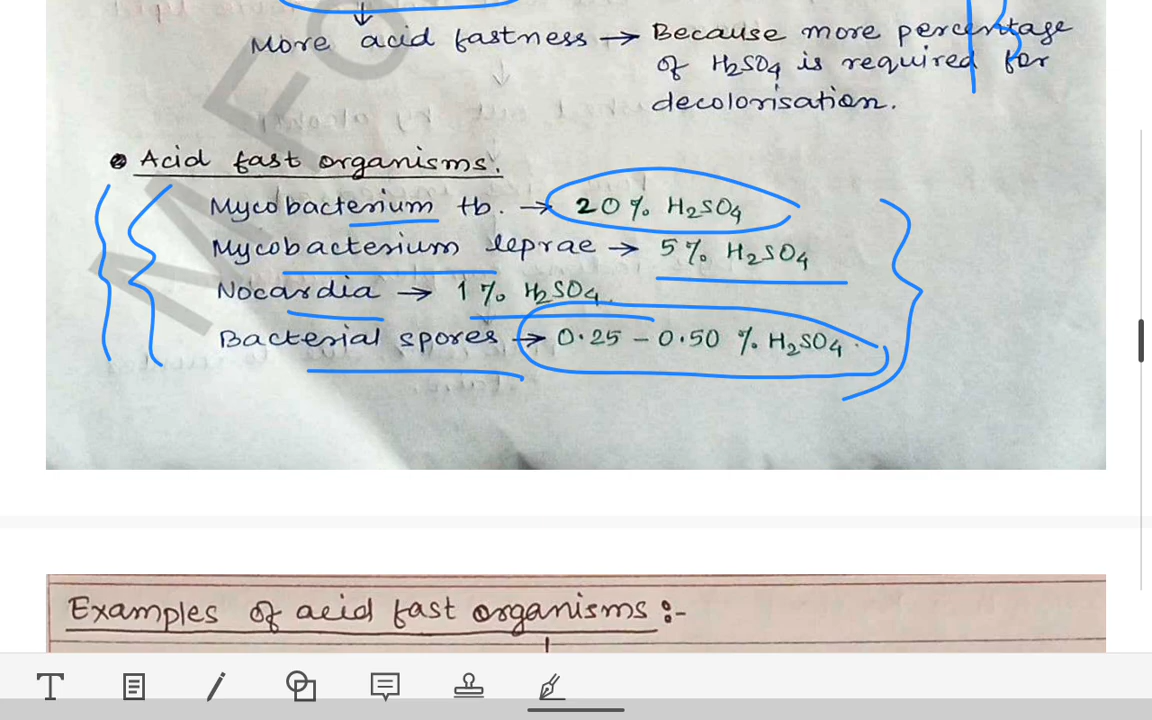 More acid fastness → Because more percentage
of H₂SO₄ is required for
decolorisation.
Acid fast organisms.
Mycobacterium tb. → 20% H₂SO₄
Mycobacterium leprae → 5% H₂SO₄
Nocardia → 1% H₂SO₄.
Bacterial spores → 0.25 - 0.50 % H₂SO₄.
Examples of acid fast organisms :-
T